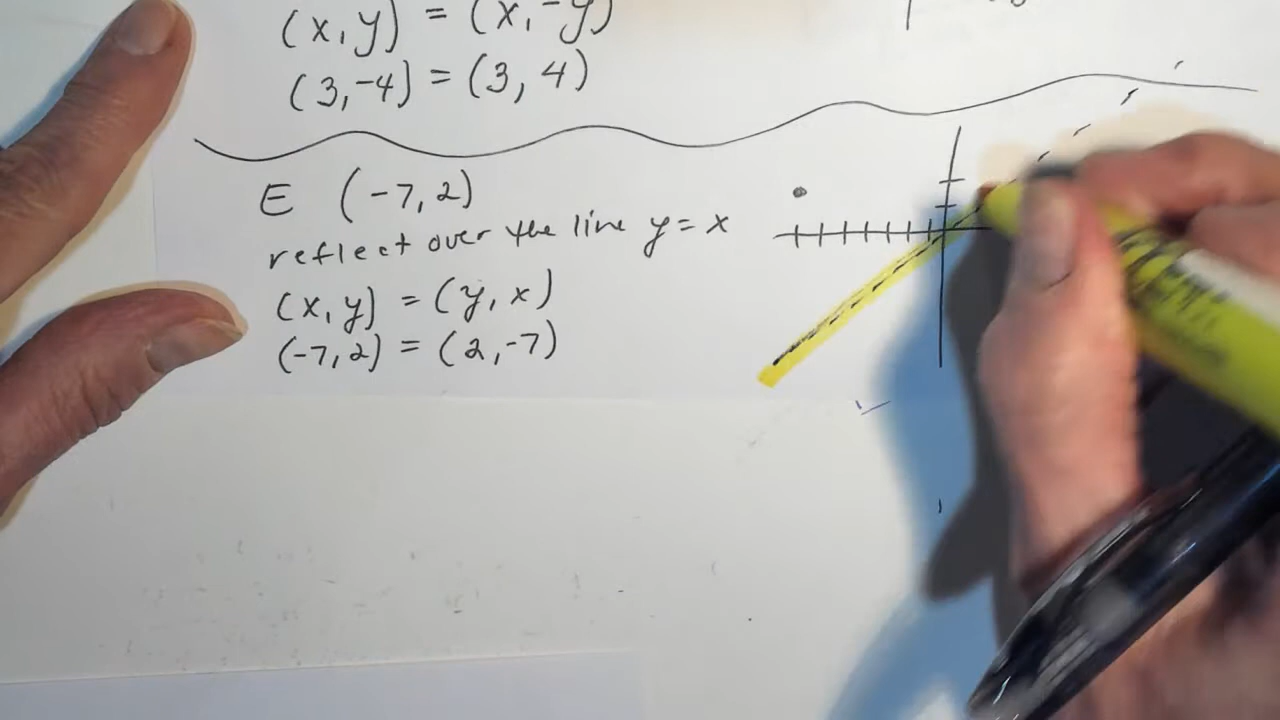 (x,y) = (x,-y)
(3,-4) = (3, 4)
E (-7,2)
reflect over the line y=x
(x,y) = (y,x)
(-7,2) = (2,-7)